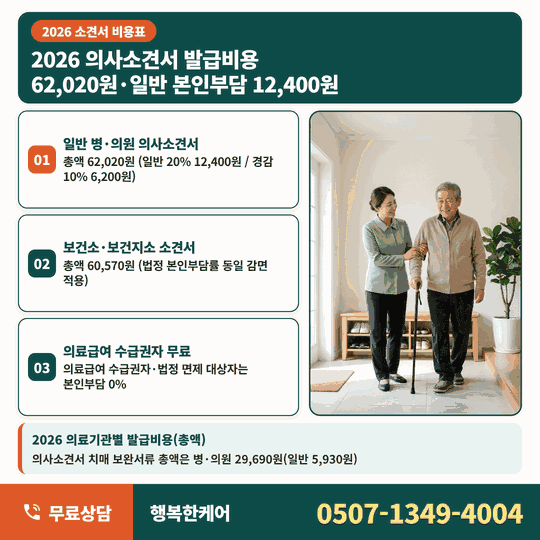 2026 소견서 비용표
2026 의사소견서 발급비용
62,020원·일반 본인부담 12,400원
01
일반 병·의원 의사소견서
총액 62,020원 (일반 20% 12,400원 / 경감
10% 6,200원)
02
보건소·보건지소 소견서
총액 60,570원 (법정 본인부담률 동일 감면
적용)
03
의료급여 수급권자 무료
의료급여 수급권자·법정 면제 대상자는
본인부담 0%
2026 의료기관별 발급비용(총액)
의사소견서 치매 보완서류 총액은 병·의원 29,690원(일반 5,930원)
무료상담
행복한케어
0507-1349-4004